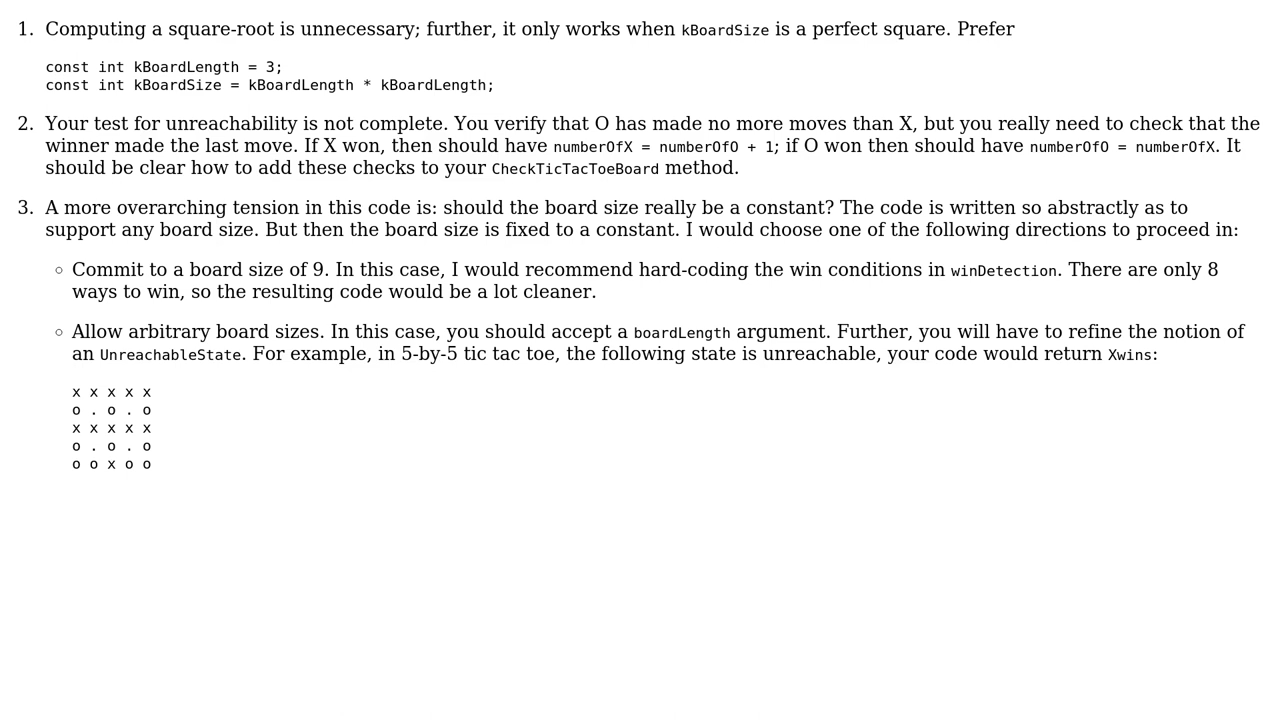 1. Computing a square-root is unnecessary; further, it only works when kBoardSize is a perfect square. Prefer
const int kBoardLength = 3;
const int kBoardSize = kBoardLength * kBoardLength;
2. Your test for unreachability is not complete. You verify that O has made no more moves than X, but you really need to check that the
winner made the last move. If X won, then should have numberOfX = numberOfO + 1; if O won then should have numberOfO = numberOfX. It
should be clear how to add these checks to your CheckTicTacToeBoard method.
3. A more overarching tension in this code is: should the board size really be a constant? The code is written so abstractly as to
support any board size. But then the board size is fixed to a constant. I would choose one of the following directions to proceed in:
◦ Commit to a board size of 9. In this case, I would recommend hard-coding the win conditions in winDetection. There are only 8
ways to win, so the resulting code would be a lot cleaner.
◦ Allow arbitrary board sizes. In this case, you should accept a boardLength argument. Further, you will have to refine the notion of
an UnreachableState. For example, in 5-by-5 tic tac toe, the following state is unreachable, your code would return Xwins:
x x x x x
o . o . o
x x x x x
o . o . o
o o x o o